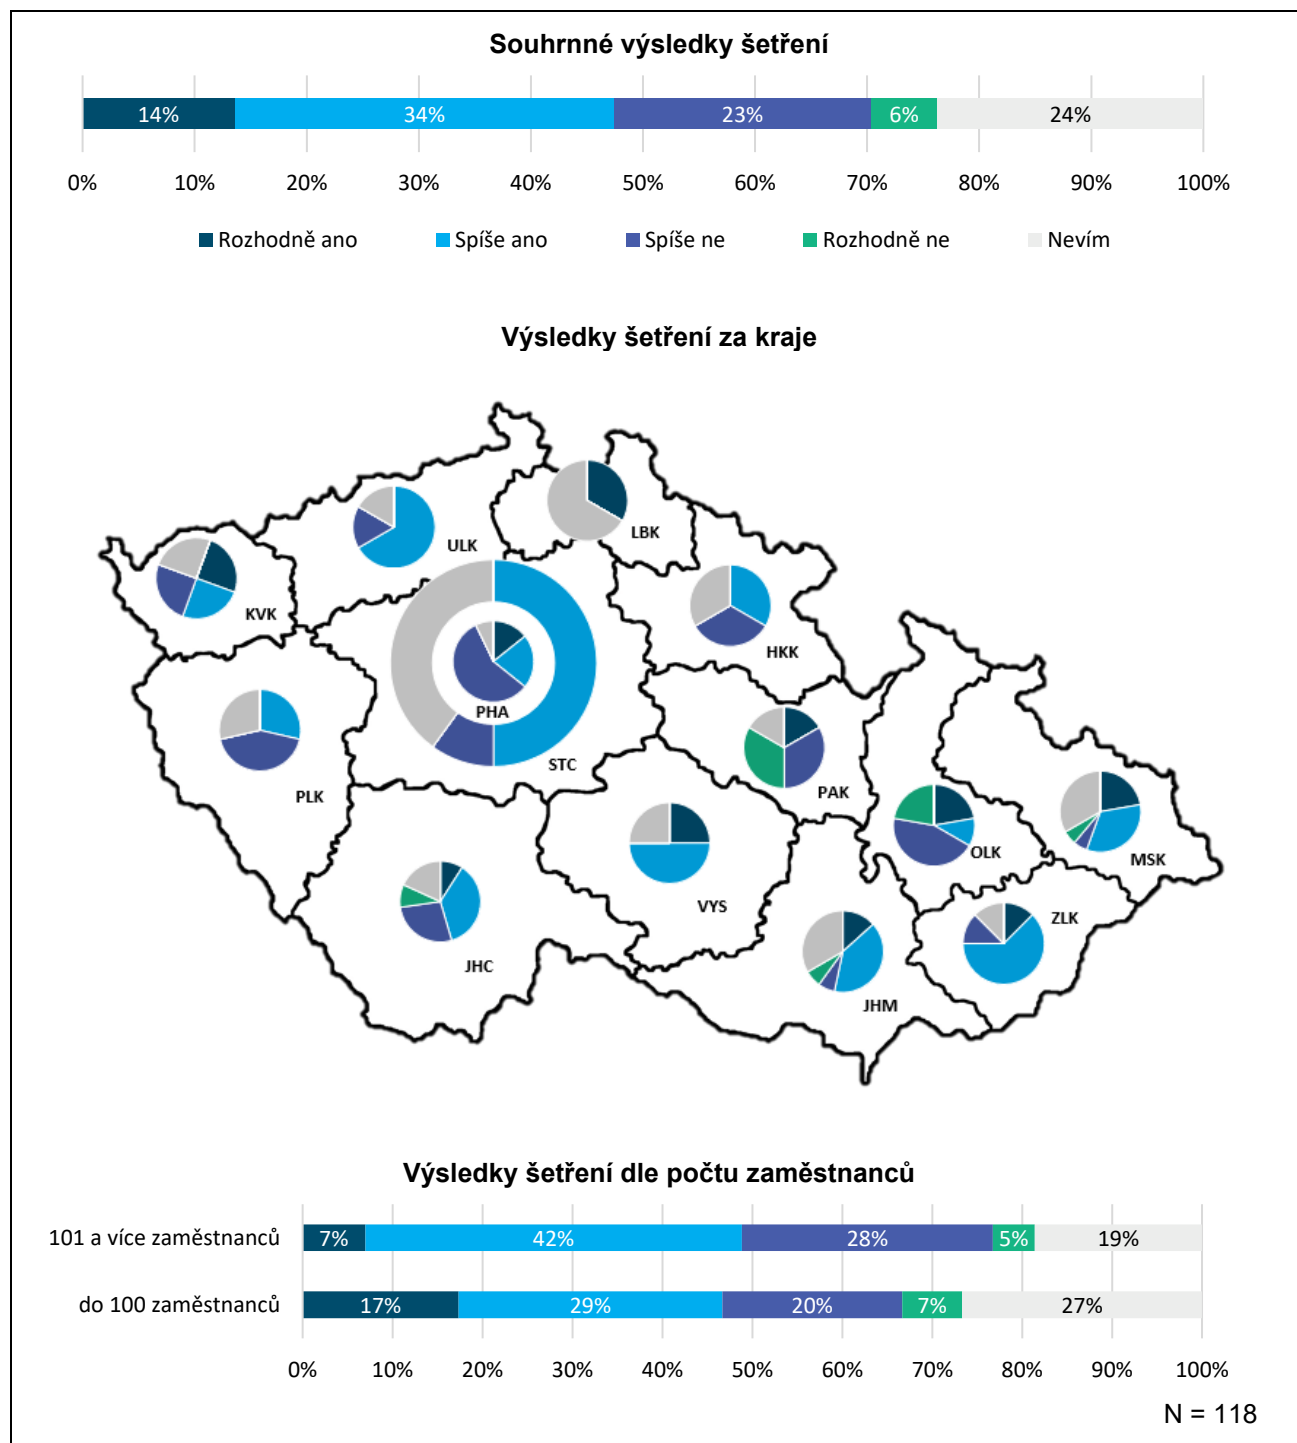 Souhrnné výsledky šetření
14% 34% 23% 6% 24%
0% 10% 20% 30% 40% 50% 60% 70% 80% 90% 100%
Rozhodně ano Spíše ano Spíše ne Rozhodně ne Nevím
Výsledky šetření za kraje
LBK
ULK
KVK
HKK
PHA
STC
PLK
PAK
OLK
MSK
VYS
ZLK
JHC
JHM
Výsledky šetření dle počtu zaměstnanců
101 a více zaměstnanců 7% 42% 28% 5% 19%
do 100 zaměstnanců 17% 29% 20% 7% 27%
0% 10% 20% 30% 40% 50% 60% 70% 80% 90% 100%
N = 118